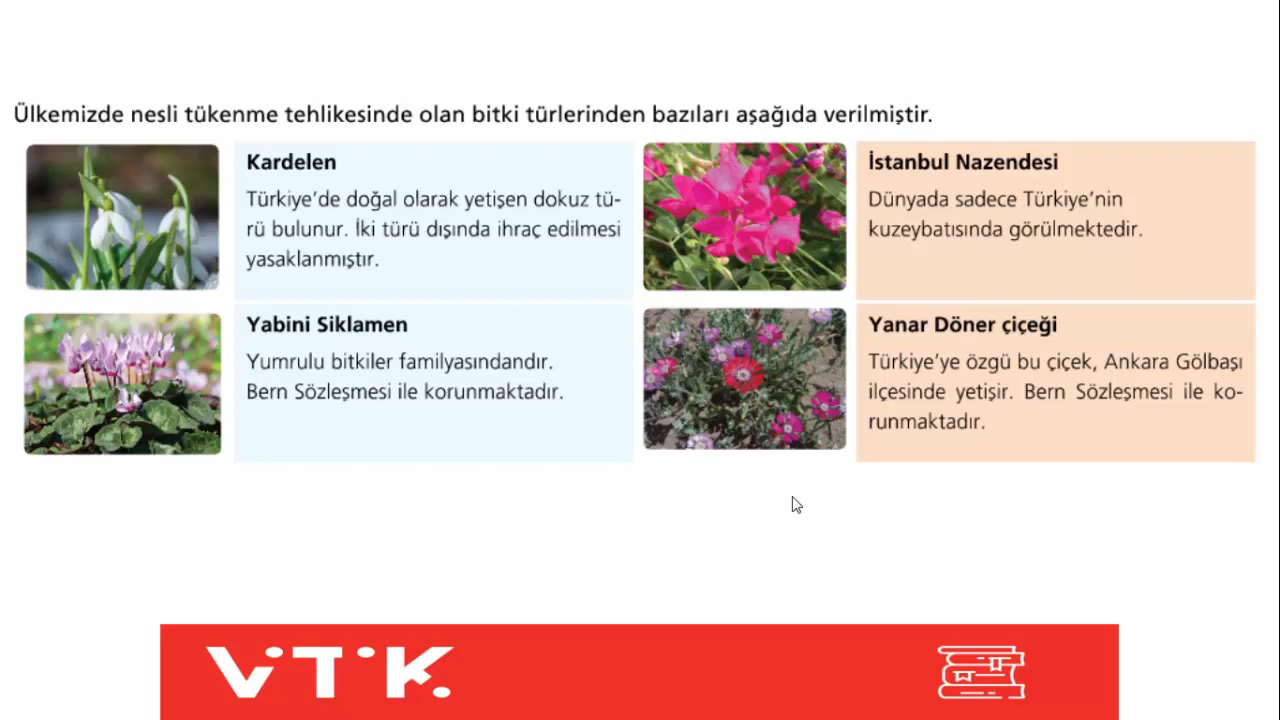 Ülkemizde nesli tükenme tehlikesinde olan bitki türlerinden bazıları aşağıda verilmiştir.
Kardelen
Türkiye'de doğal olarak yetişen dokuz tü-
rü bulunur. İki türü dışında ihraç edilmesi
yasaklanmıştır.
İstanbul Nazendesi
Dünyada sadece Türkiye'nin
kuzeybatısında görülmektedir.
Yabini Siklamen
Yumrulu bitkiler familyasındandır.
Bern Sözleşmesi ile korunmaktadır.
Yanar Döner çiçeği
Türkiye'ye özgü bu çiçek, Ankara Gölbaşı
ilçesinde yetişir. Bern Sözleşmesi ile ko-
runmaktadır.
VİTİK.